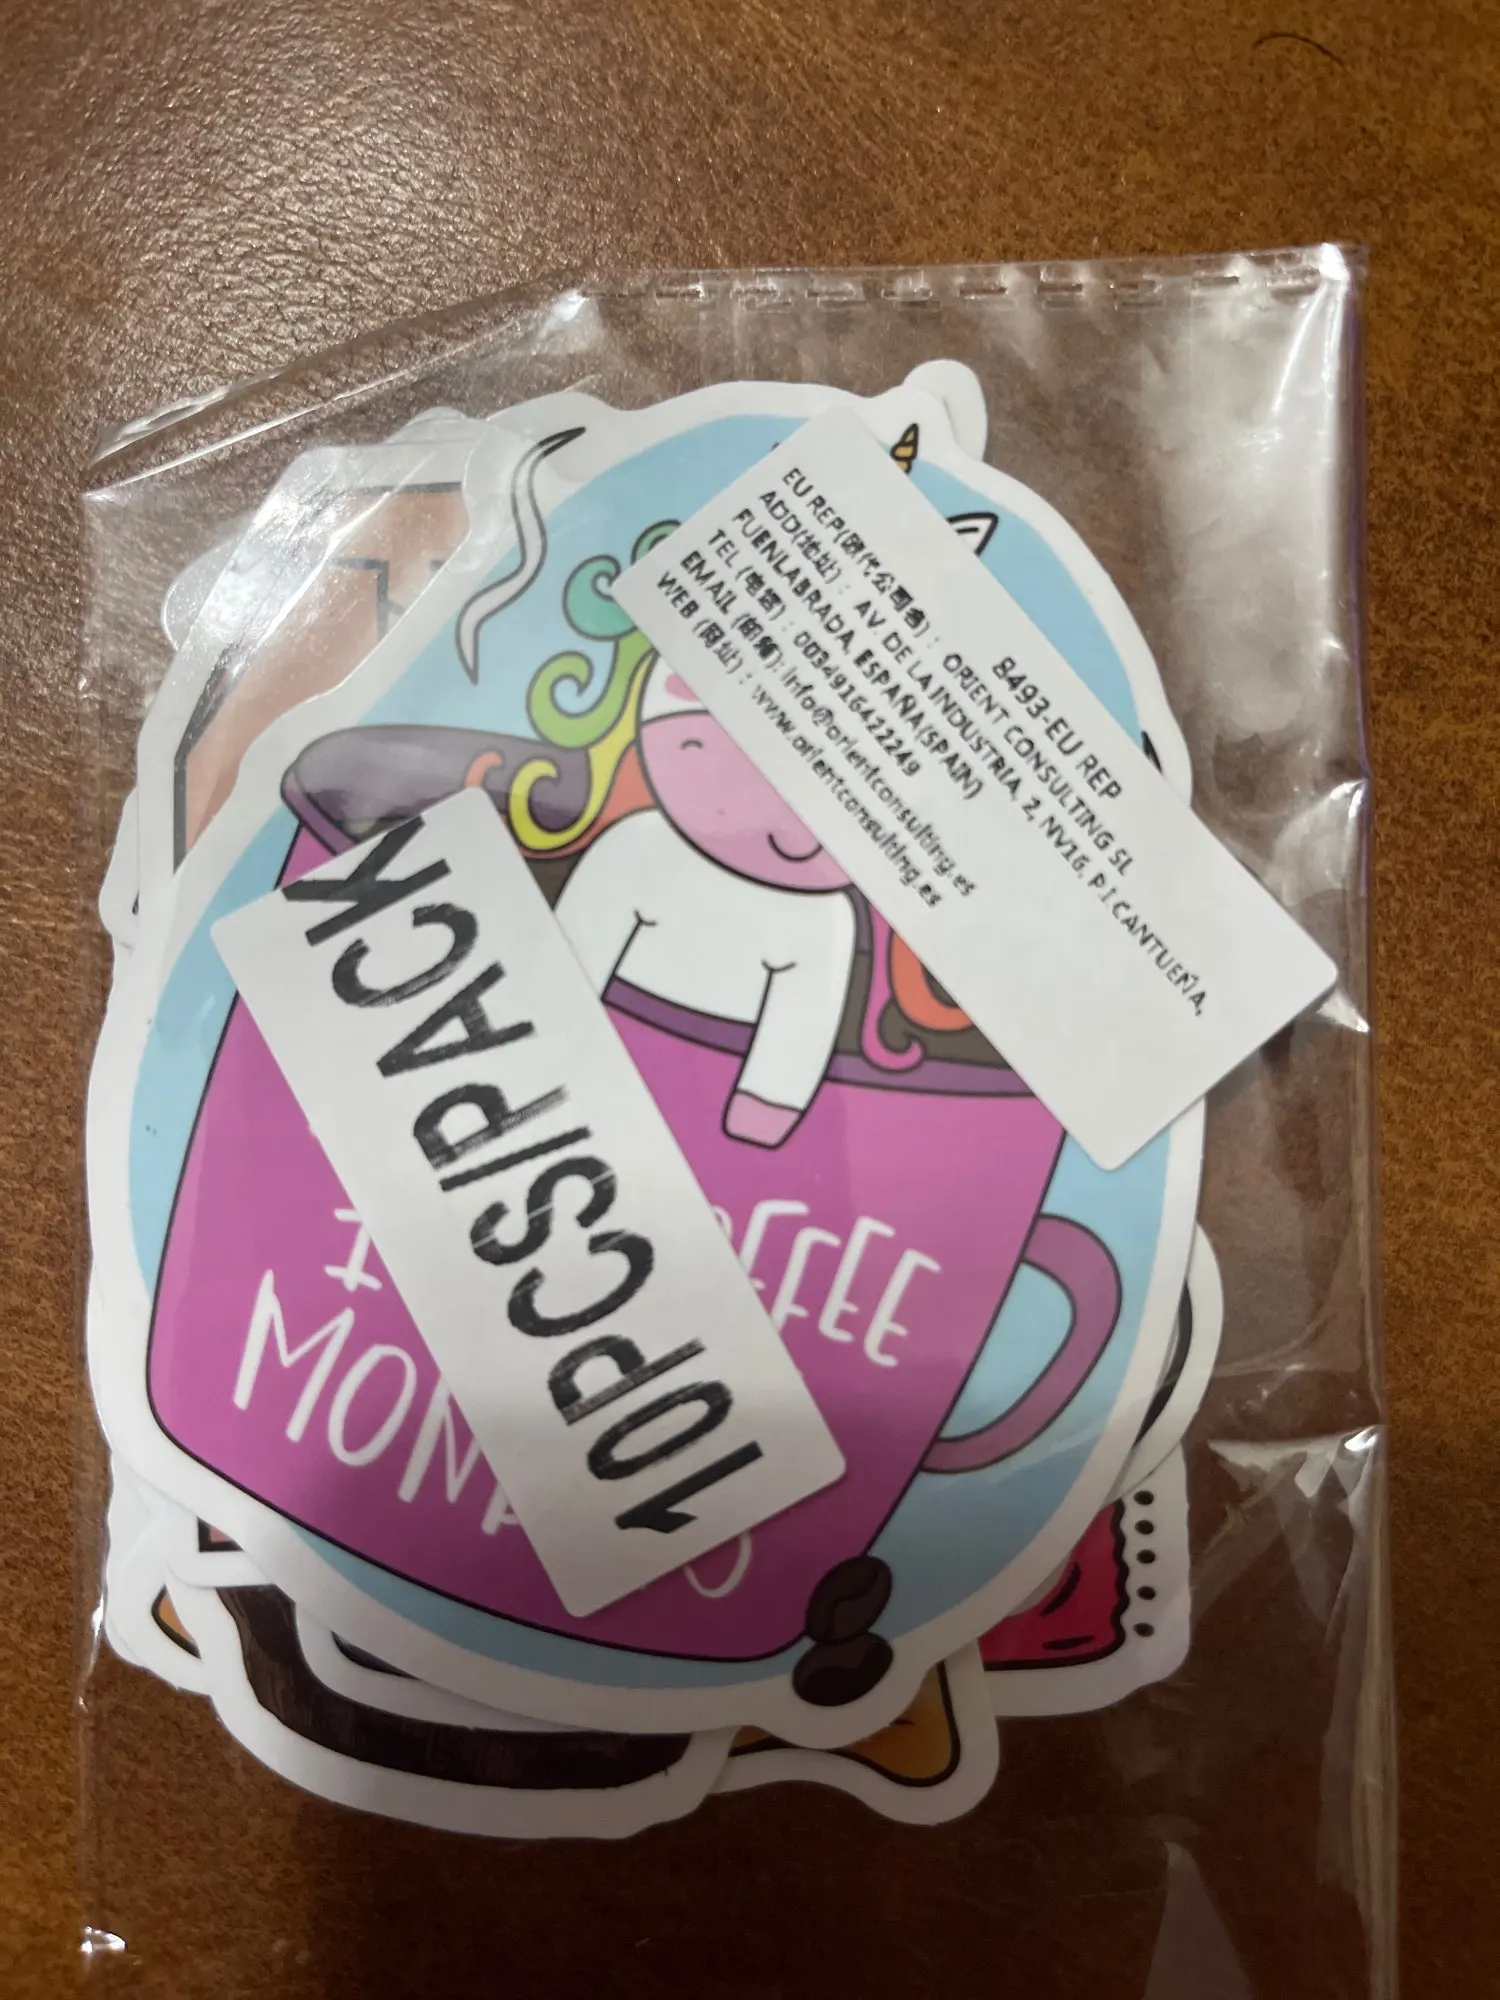 8493-EU REP
EU REP(欧代公司名): ORIENT CONSULTING SL
ADD(地址): AV. DE LA INDUSTRIA, 2, NV16, P I CANTUEÑA,
FUENLABRADA, ESPAÑA(SPAIN)
TEL (电话): 0034916422249
EMAIL (邮箱): info@orientconsulting.es
WEB (网址): www.orientconsulting.es
10PCS|PACK
I